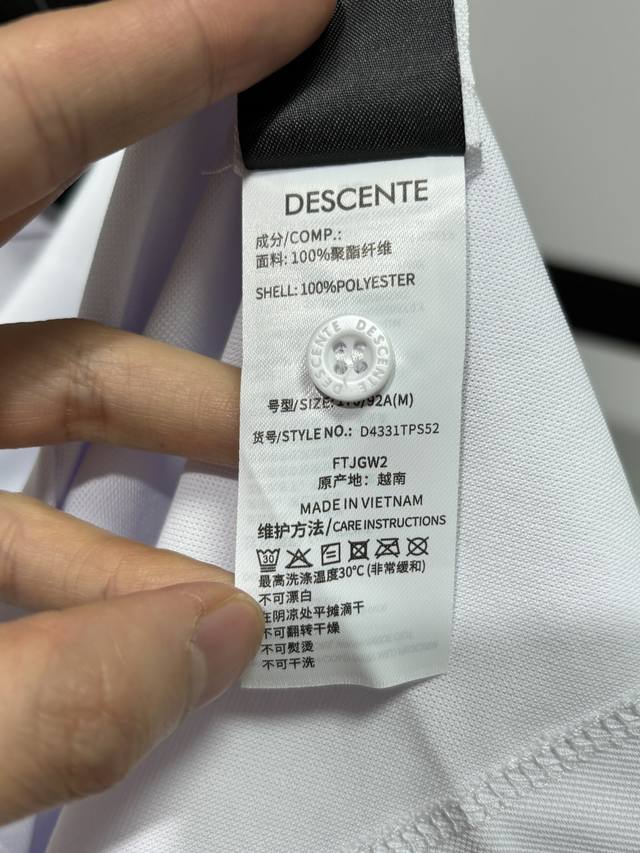 DESCENTE
成分/COMP.:
面料: 100%聚酯纤维
SHELL: 100%POLYESTER
DESCENTE DESCENTE
号型/SIZE: 170/92A(M)
货号/STYLE NO.: D4331TPS52
FTJGW2
原产地: 越南
MADE IN VIETNAM
维护方法/CARE INSTRUCTIONS
30
最高洗涤温度30°C (非常缓和)
不可漂白
在阴凉处平摊滴干
不可翻转干燥
不可熨烫
不可干洗